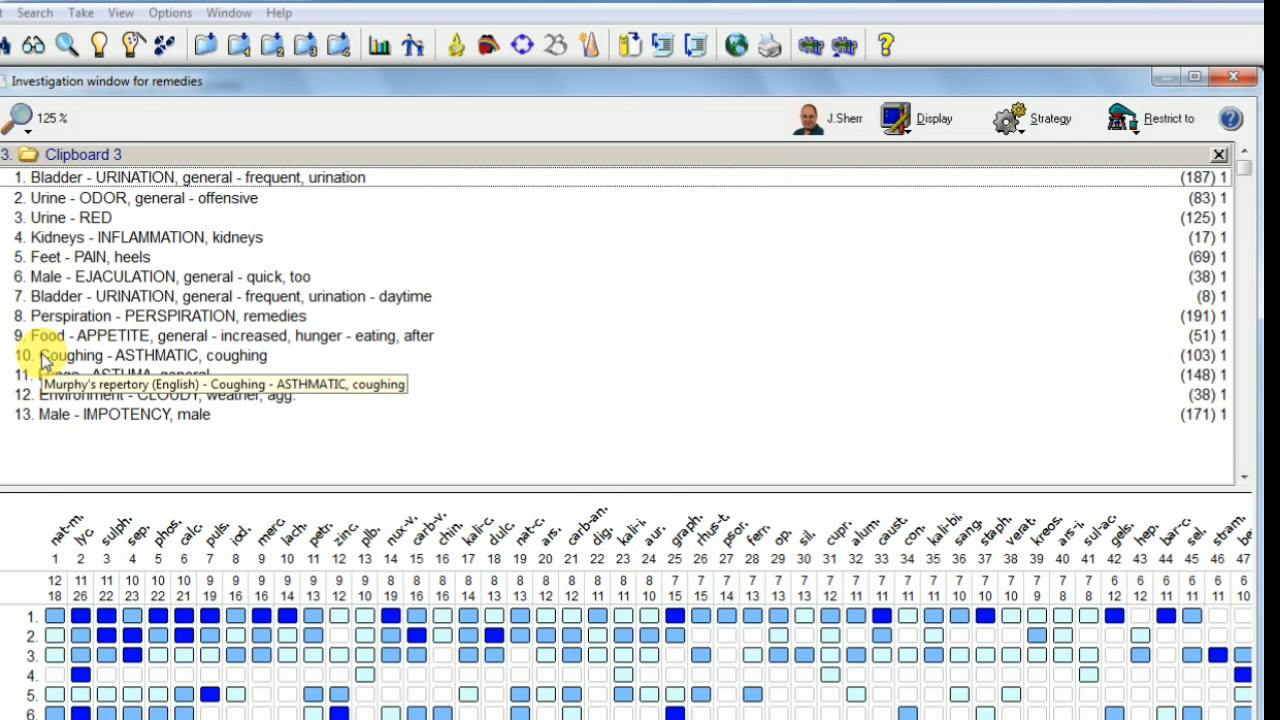 Search Take View Options Window Help
Investigation window for remedies
125 % J.Sherr Display Strategy Restrict to
3. Clipboard 3
1. Bladder - URINATION, general - frequent, urination (187) 1
2. Urine - ODOR, general - offensive (83) 1
3. Urine - RED (125) 1
4. Kidneys - INFLAMMATION, kidneys (17) 1
5. Feet - PAIN, heels (69) 1
6. Male - EJACULATION, general - quick, too (38) 1
7. Bladder - URINATION, general - frequent, urination - daytime (8) 1
8. Perspiration - PERSPIRATION, remedies (191) 1
9. Food - APPETITE, general - increased, hunger - eating, after (51) 1
10. Coughing - ASTHMATIC, coughing (103) 1
11. Lungs - ASTHMA, general (148) 1
Murphy's repertory (English) - Coughing - ASTHMATIC, coughing
12. Environment - CLOUDY, weather, agg. (38) 1
13. Male - IMPOTENCY, male (171) 1
nat-m. lyc. sulph. sep. phos. calc. puls. iod. merc. lach. petr. zinc. plb. nux-v. carb-v. chin. kali-c. dulc. nat-c. ars. carb-an. dig. kali-i. aur. graph. rhus-t. psor. ferr. op. sil. cupr. alum. caust. con. kali-bi. sang. staph. verat. kreos. ars-i. sul-ac. gels. hep. bar-c. sel. stram.
1 2 3 4 5 6 7 8 9 10 11 12 13 14 15 16 17 18 19 20 21 22 23 24 25 26 27 28 29 30 31 32 33 34 35 36 37 38 39 40 41 42 43 44 45 46 47
12 11 11 10 10 10 9 9 9 9 9 9 9 8 8 8 8 8 8 8 8 8 8 8 7 7 7 7 7 7 7 7 7 7 7 7 7 7 7 7 7 6 6 6 6 6 6
18 26 22 23 22 21 19 16 16 14 13 12 10 19 16 16 14 13 13 12 12 11 11 10 15 14 14 13 13 13 12 11 11 11 11 10 10 10 9 8 8 12 11 11 11 11 10
1.
2.
3.
4.
5.
6.